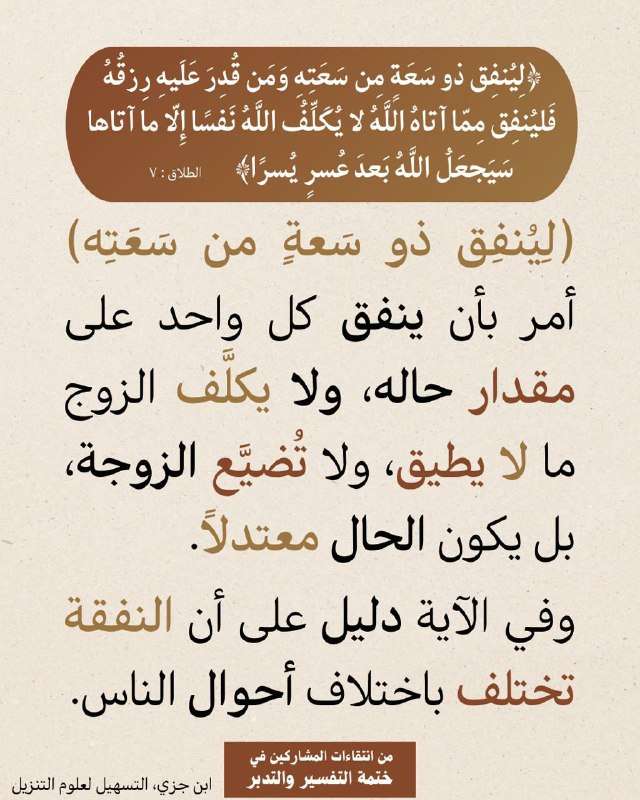 ﴿لِيُنفِق ذو سَعَةٍ مِن سَعَتِهِ وَمَن قُدِرَ عَلَيهِ رِزقُهُ
فَليُنفِق مِمّا آتاهُ اللَّهُ لا يُكَلِّفُ اللَّهُ نَفسًا إِلّا ما آتاها
سَيَجعَلُ اللَّهُ بَعدَ عُسرٍ يُسرًا﴾ الطلاق : ٧
(لِيُنفِق ذو سَعةٍ من سَعَتِه)
أمر بأن ينفق كل واحد على
مقدار حاله، ولا يكلَّف الزوج
ما لا يطيق، ولا تُضيَّع الزوجة،
بل يكون الحال معتدلاً.
وفي الآية دليل على أن النفقة
تختلف باختلاف أحوال الناس.
من انتقاءات المشاركين في
ختمة التفسير والتدبر
ابن جزي، التسهيل لعلوم التنزيل